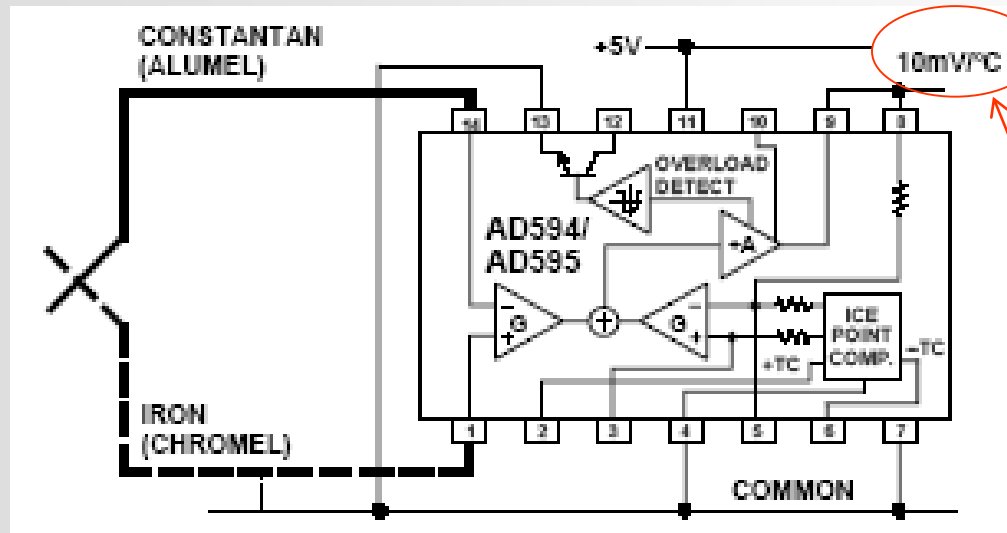 CONSTANTAN
(ALUMEL)
+5V
10mV/°C
14 13 12 11 10 9 8
OVERLOAD
DETECT
AD594/
AD595
+A
− G +
+
G − +
ICE
POINT
COMP.
−TC
+TC
IRON
(CHROMEL)
1 2 3 4 5 6 7
COMMON